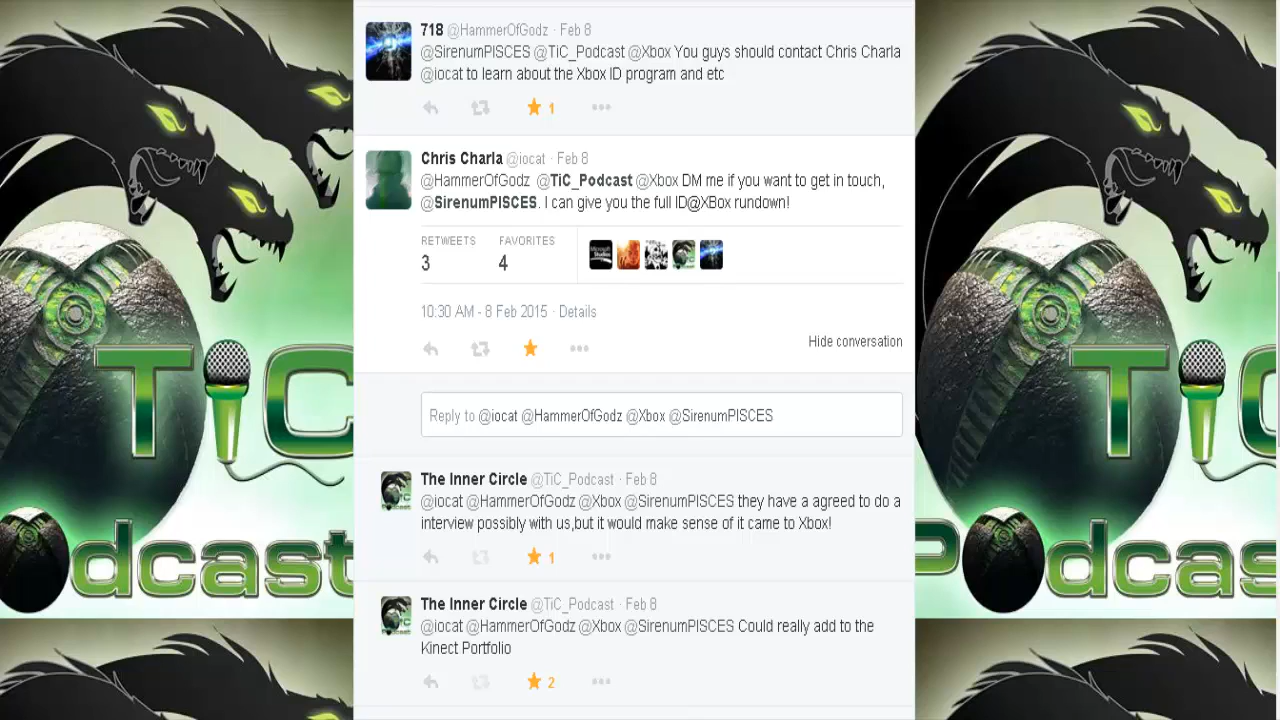 718 @HammerOfGodz · Feb 8
@SirenumPISCES @TiC_Podcast @Xbox You guys should contact Chris Charla
@iocat to learn about the Xbox ID program and etc
1
Chris Charla @iocat · Feb 8
@HammerOfGodz @TiC_Podcast @Xbox DM me if you want to get in touch,
@SirenumPISCES. I can give you the full ID@XBox rundown!
RETWEETS FAVORITES
3 4
10:30 AM - 8 Feb 2015 · Details
Hide conversation
Reply to @iocat @HammerOfGodz @Xbox @SirenumPISCES
The Inner Circle @TiC_Podcast · Feb 8
@iocat @HammerOfGodz @Xbox @SirenumPISCES they have a agreed to do a
interview possibly with us,but it would make sense of it came to Xbox!
1
The Inner Circle @TiC_Podcast · Feb 8
@iocat @HammerOfGodz @Xbox @SirenumPISCES Could really add to the
Kinect Portfolio
2
TiC
Podcast
TiC
Podcas